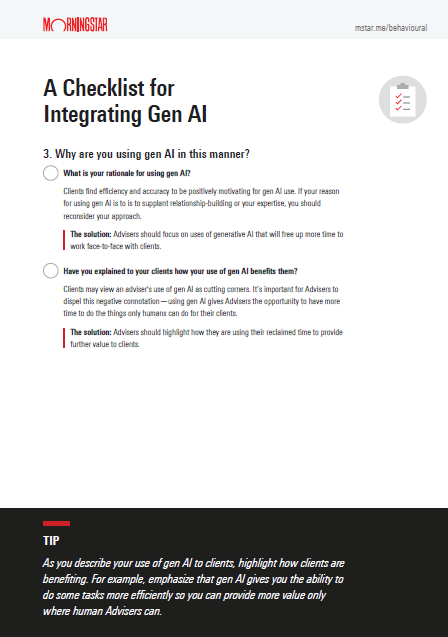 MORNINGSTAR
mstar.me/behavioural
A Checklist for
Integrating Gen AI
3. Why are you using gen AI in this manner?
What is your rationale for using gen AI?
Clients find efficiency and accuracy to be positively motivating for gen AI use. If your reason
for using gen AI is to is to supplant relationship-building or your expertise, you should
reconsider your approach.
The solution: Advisers should focus on uses of generative AI that will free up more time to
work face-to-face with clients.
Have you explained to your clients how your use of gen AI benefits them?
Clients may view an adviser's use of gen AI as cutting corners. It's important for Advisers to
dispel this negative connotation—using gen AI gives Advisers the opportunity to have more
time to do the things only humans can do for their clients.
The solution: Advisers should highlight how they are using their reclaimed time to provide
further value to clients.
TIP
As you describe your use of gen AI to clients, highlight how clients are
benefiting. For example, emphasize that gen AI gives you the ability to
do some tasks more efficiently so you can provide more value only
where human Advisers can.